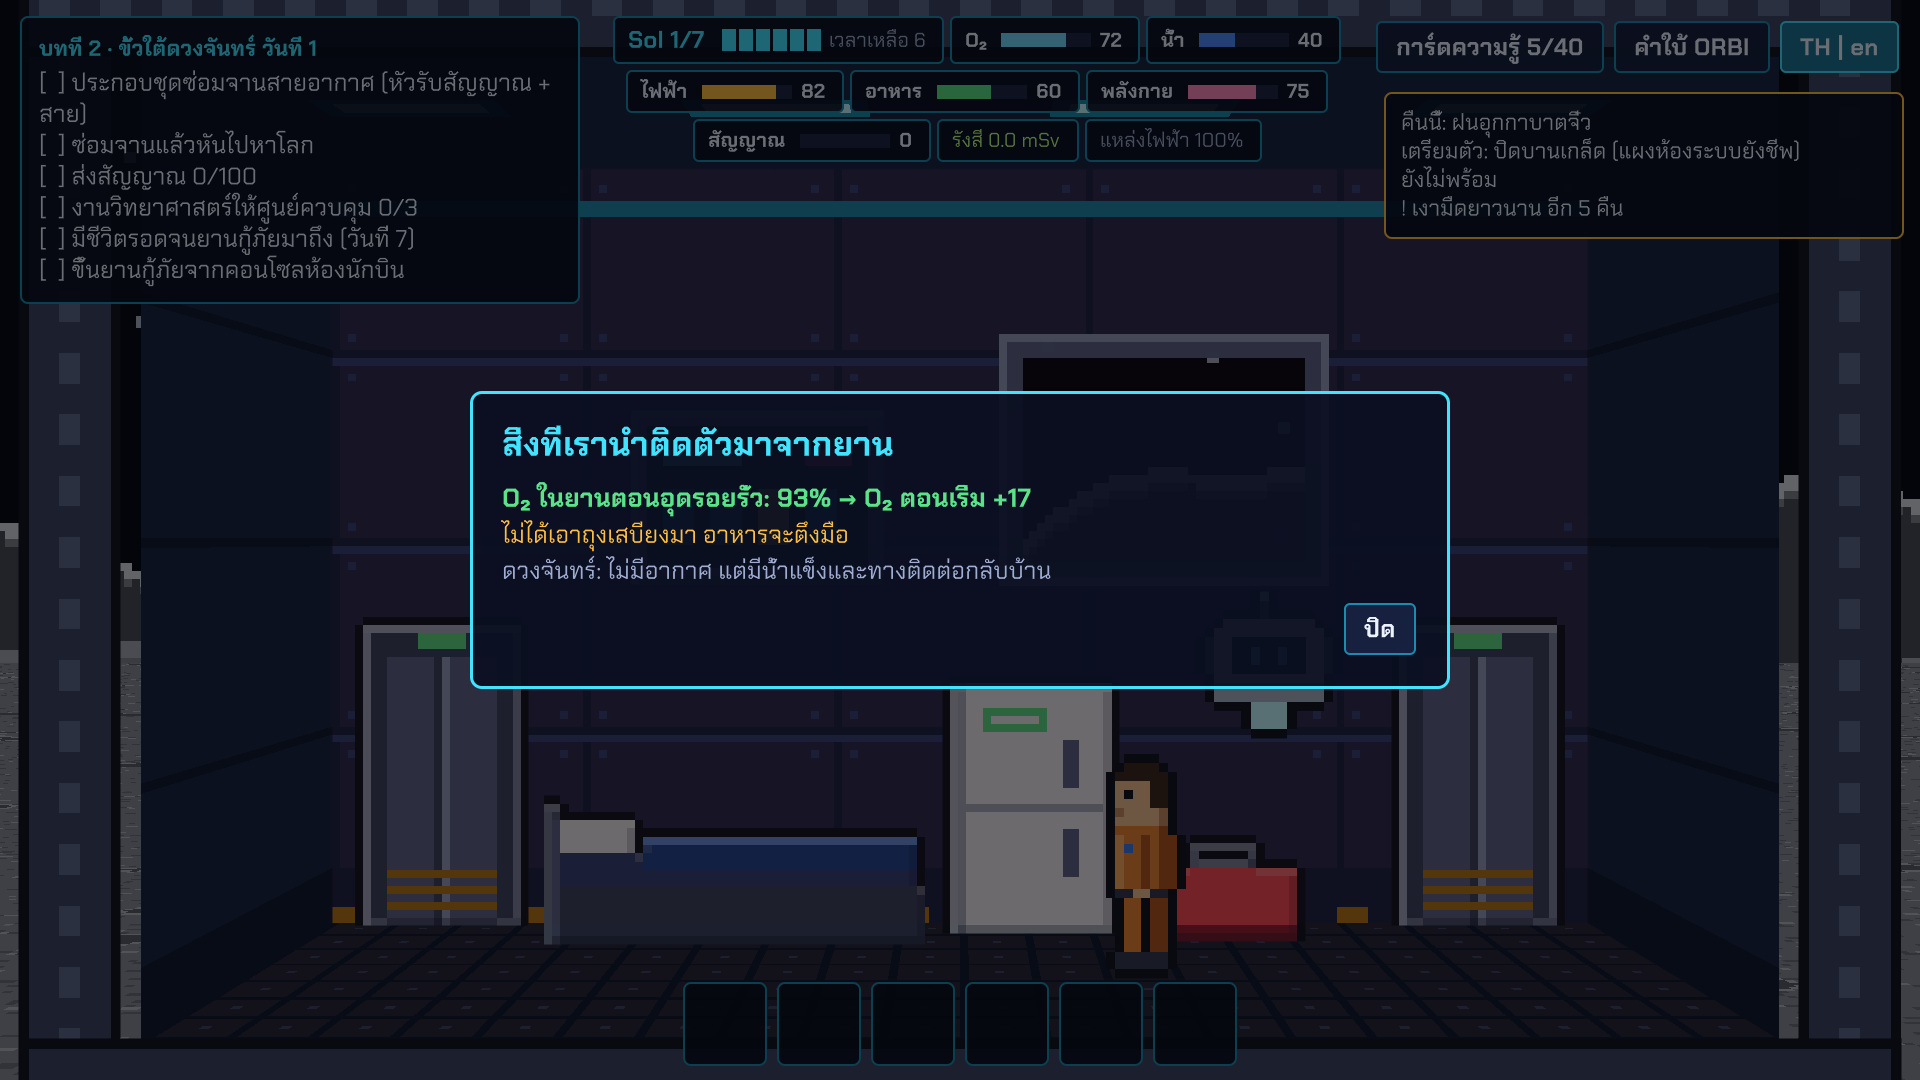 บทที่ 2 · ขั้วใต้ดวงจันทร์ วันที่ 1
[ ] ประกอบชุดซ่อมจานสายอากาศ (หัวรับสัญญาณ +
สาย)
[ ] ซ่อมจานแล้วหันไปหาโลก
[ ] ส่งสัญญาณ 0/100
[ ] งานวิทยาศาสตร์ให้ศูนย์ควบคุม 0/3
[ ] มีชีวิตรอดจนยานกู้ภัยมาถึง (วันที่ 7)
[ ] ขึ้นยานกู้ภัยจากคอนโซลห้องนักบิน
Sol 1/7 เวลาเหลือ 6
O₂ 72
น้ำ 40
ไฟฟ้า 82
อาหาร 60
พลังกาย 75
สัญญาณ 0
รังสี 0.0 mSv
แหล่งไฟฟ้า 100%
การ์ดความรู้ 5/40
คำใบ้ ORBI
TH | en
คืนนี้: ฝนอุกกาบาตจิ๋ว
เตรียมตัว: ปิดบานเกล็ด (แผงห้องระบบยังชีพ)
ยังไม่พร้อม
! เงามืดยาวนาน อีก 5 คืน
สิ่งที่เรานำติดตัวมาจากยาน
O₂ ในยานตอนอุดรอยรั่ว: 93% → O₂ ตอนเริ่ม +17
ไม่ได้เอาถุงเสบียงมา อาหารจะตึงมือ
ดวงจันทร์: ไม่มีอากาศ แต่มีน้ำแข็งและทางติดต่อกลับบ้าน
ปิด